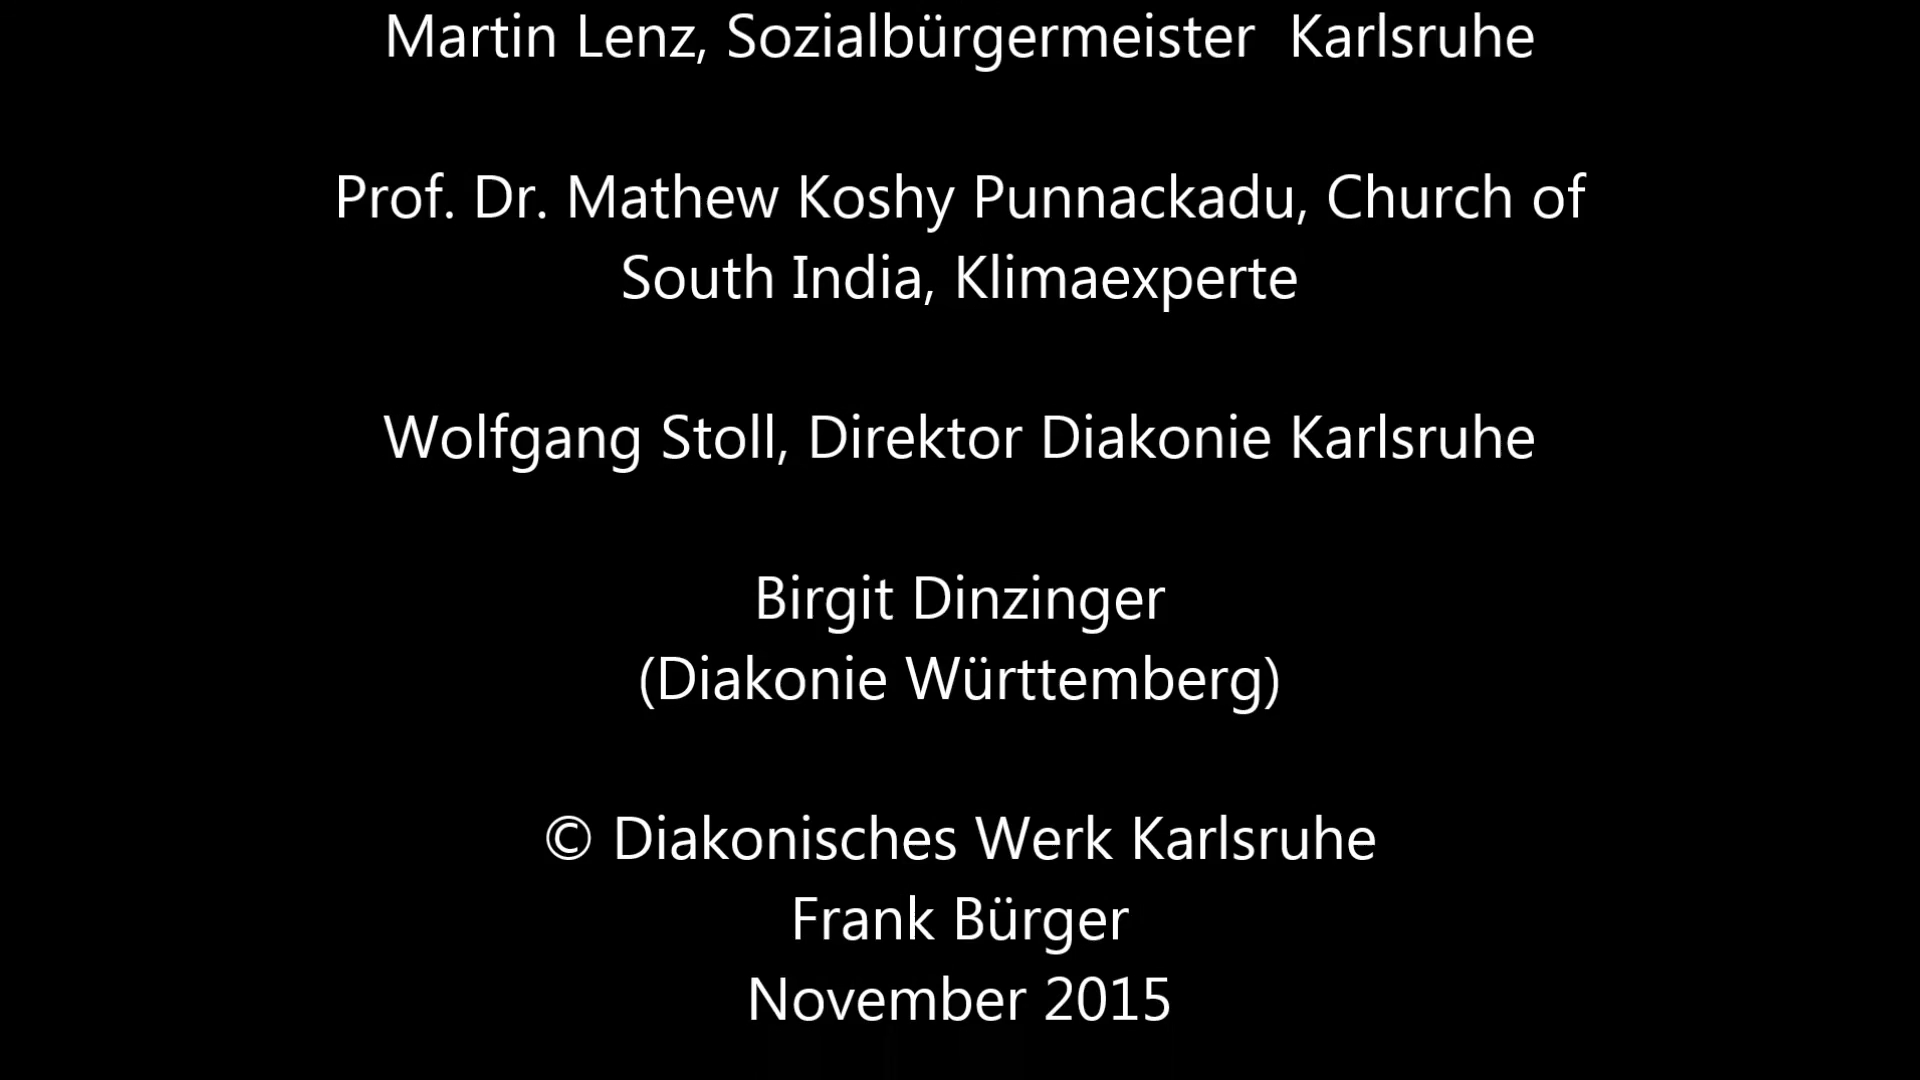 Martin Lenz, Sozialbürgermeister  Karlsruhe
Prof. Dr. Mathew Koshy Punnackadu, Church of
South India, Klimaexperte
Wolfgang Stoll, Direktor Diakonie Karlsruhe
Birgit Dinzinger
(Diakonie Württemberg)
© Diakonisches Werk Karlsruhe
Frank Bürger
November 2015